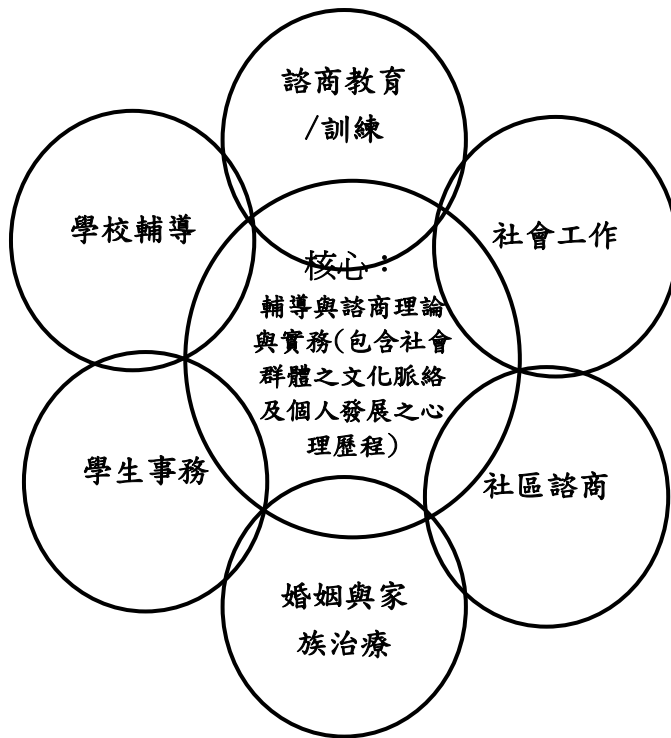 諮商教育
/訓練
學校輔導
社會工作
核心：
輔導與諮商理論
與實務(包含社會
群體之文化脈絡
及個人發展之心
理歷程)
學生事務
社區諮商
婚姻與家
族治療